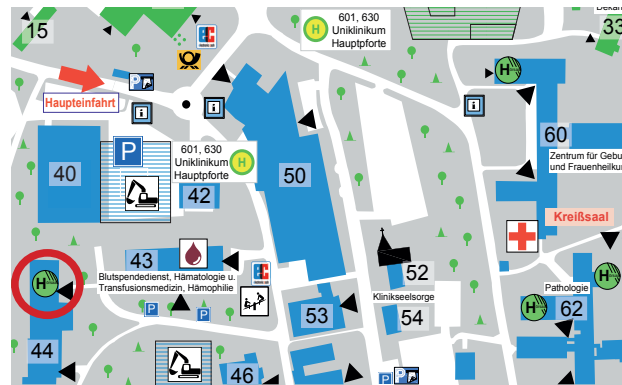 15
601, 630
Uniklinikum
Hauptpforte
H
33
H
P
Haupteinfahrt
i
i
i
60
P
601, 630
Uniklinikum
Hauptpforte
H
40
42
50
Zentrum für Gebu
und Frauenheilkun
Kreißsaal
43
52
Blutspendedienst, Hämatologie u.
Transfusionsmedizin, Hämophilie
Klinikseelsorge
H
H
Pathologie
P
P
53
54
H
62
44
46
P
P